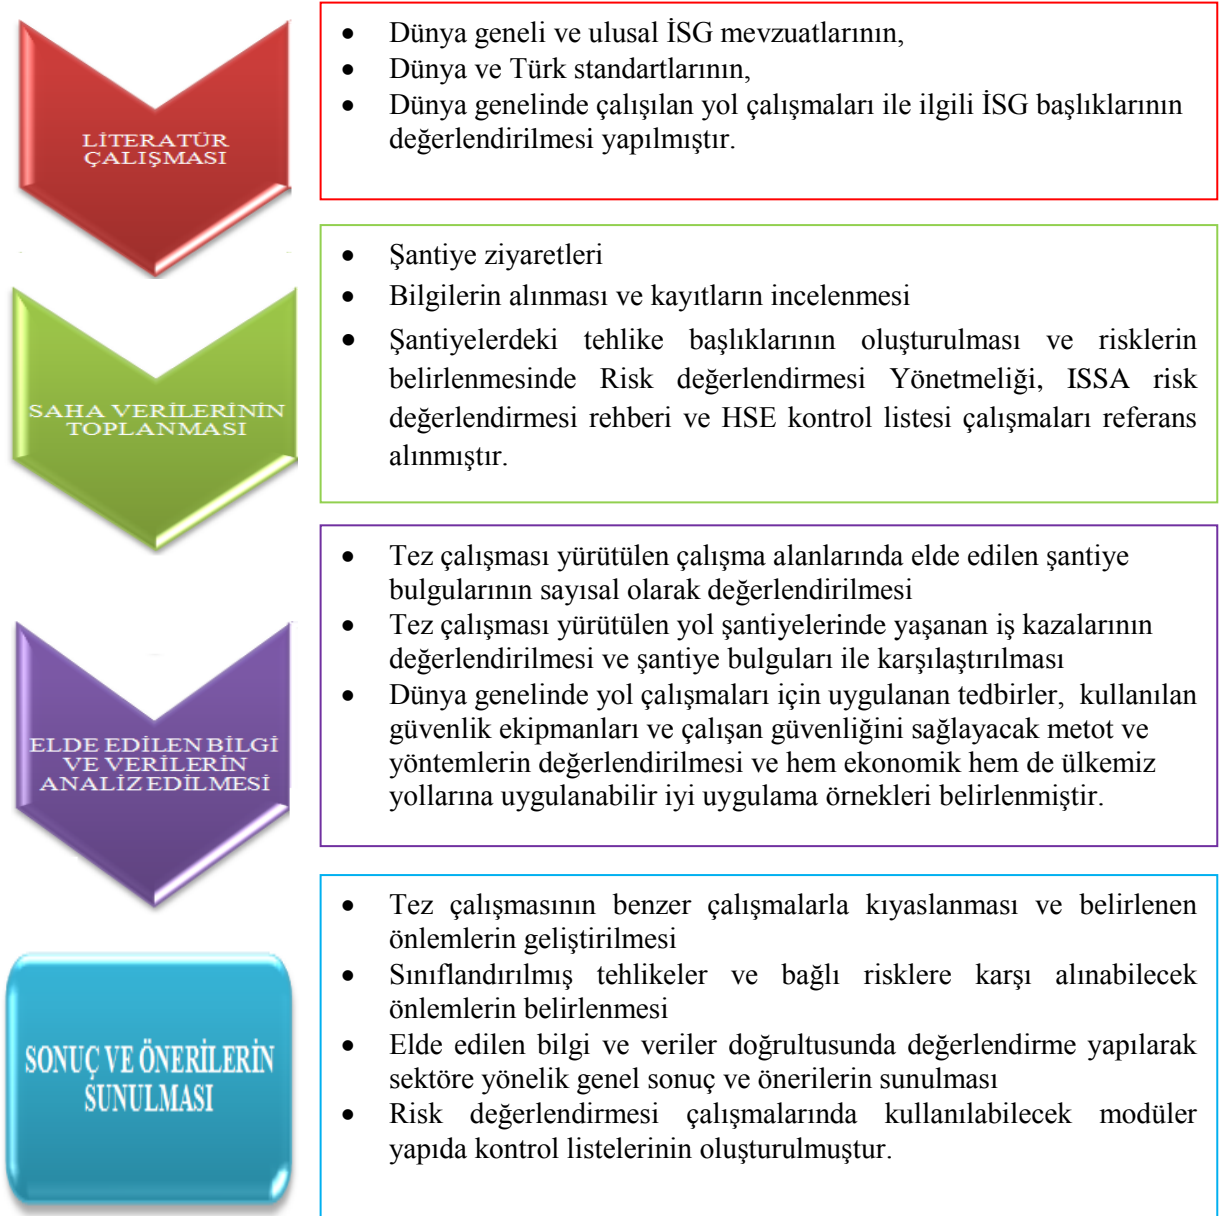 LİTERATÜR
ÇALIŞMASI
• Dünya geneli ve ulusal İSG mevzuatlarının,
• Dünya ve Türk standartlarının,
• Dünya genelinde çalışılan yol çalışmaları ile ilgili İSG başlıklarının
değerlendirilmesi yapılmıştır.
SAHA VERİLERİNİN
TOPLANMASI
• Şantiye ziyaretleri
• Bilgilerin alınması ve kayıtların incelenmesi
• Şantiyelerdeki tehlike başlıklarının oluşturulması ve risklerin
belirlenmesinde Risk değerlendirmesi Yönetmeliği, ISSA risk
değerlendirmesi rehberi ve HSE kontrol listesi çalışmaları referans
alınmıştır.
ELDE EDİLEN BİLGİ
VE VERİLERİN
ANALİZ EDİLMESİ
• Tez çalışması yürütülen çalışma alanlarında elde edilen şantiye
bulgularının sayısal olarak değerlendirilmesi
• Tez çalışması yürütülen yol şantiyelerinde yaşanan iş kazalarının
değerlendirilmesi ve şantiye bulguları ile karşılaştırılması
• Dünya genelinde yol çalışmaları için uygulanan tedbirler, kullanılan
güvenlik ekipmanları ve çalışan güvenliğini sağlayacak metot ve
yöntemlerin değerlendirilmesi ve hem ekonomik hem de ülkemiz
yollarına uygulanabilir iyi uygulama örnekleri belirlenmiştir.
SONUÇ VE ÖNERİLERİN
SUNULMASI
• Tez çalışmasının benzer çalışmalarla kıyaslanması ve belirlenen
önlemlerin geliştirilmesi
• Sınıflandırılmış tehlikeler ve bağlı risklere karşı alınabilecek
önlemlerin belirlenmesi
• Elde edilen bilgi ve veriler doğrultusunda değerlendirme yapılarak
sektöre yönelik genel sonuç ve önerilerin sunulması
• Risk değerlendirmesi çalışmalarında kullanılabilecek modüler
yapıda kontrol listelerinin oluşturulmuştur.